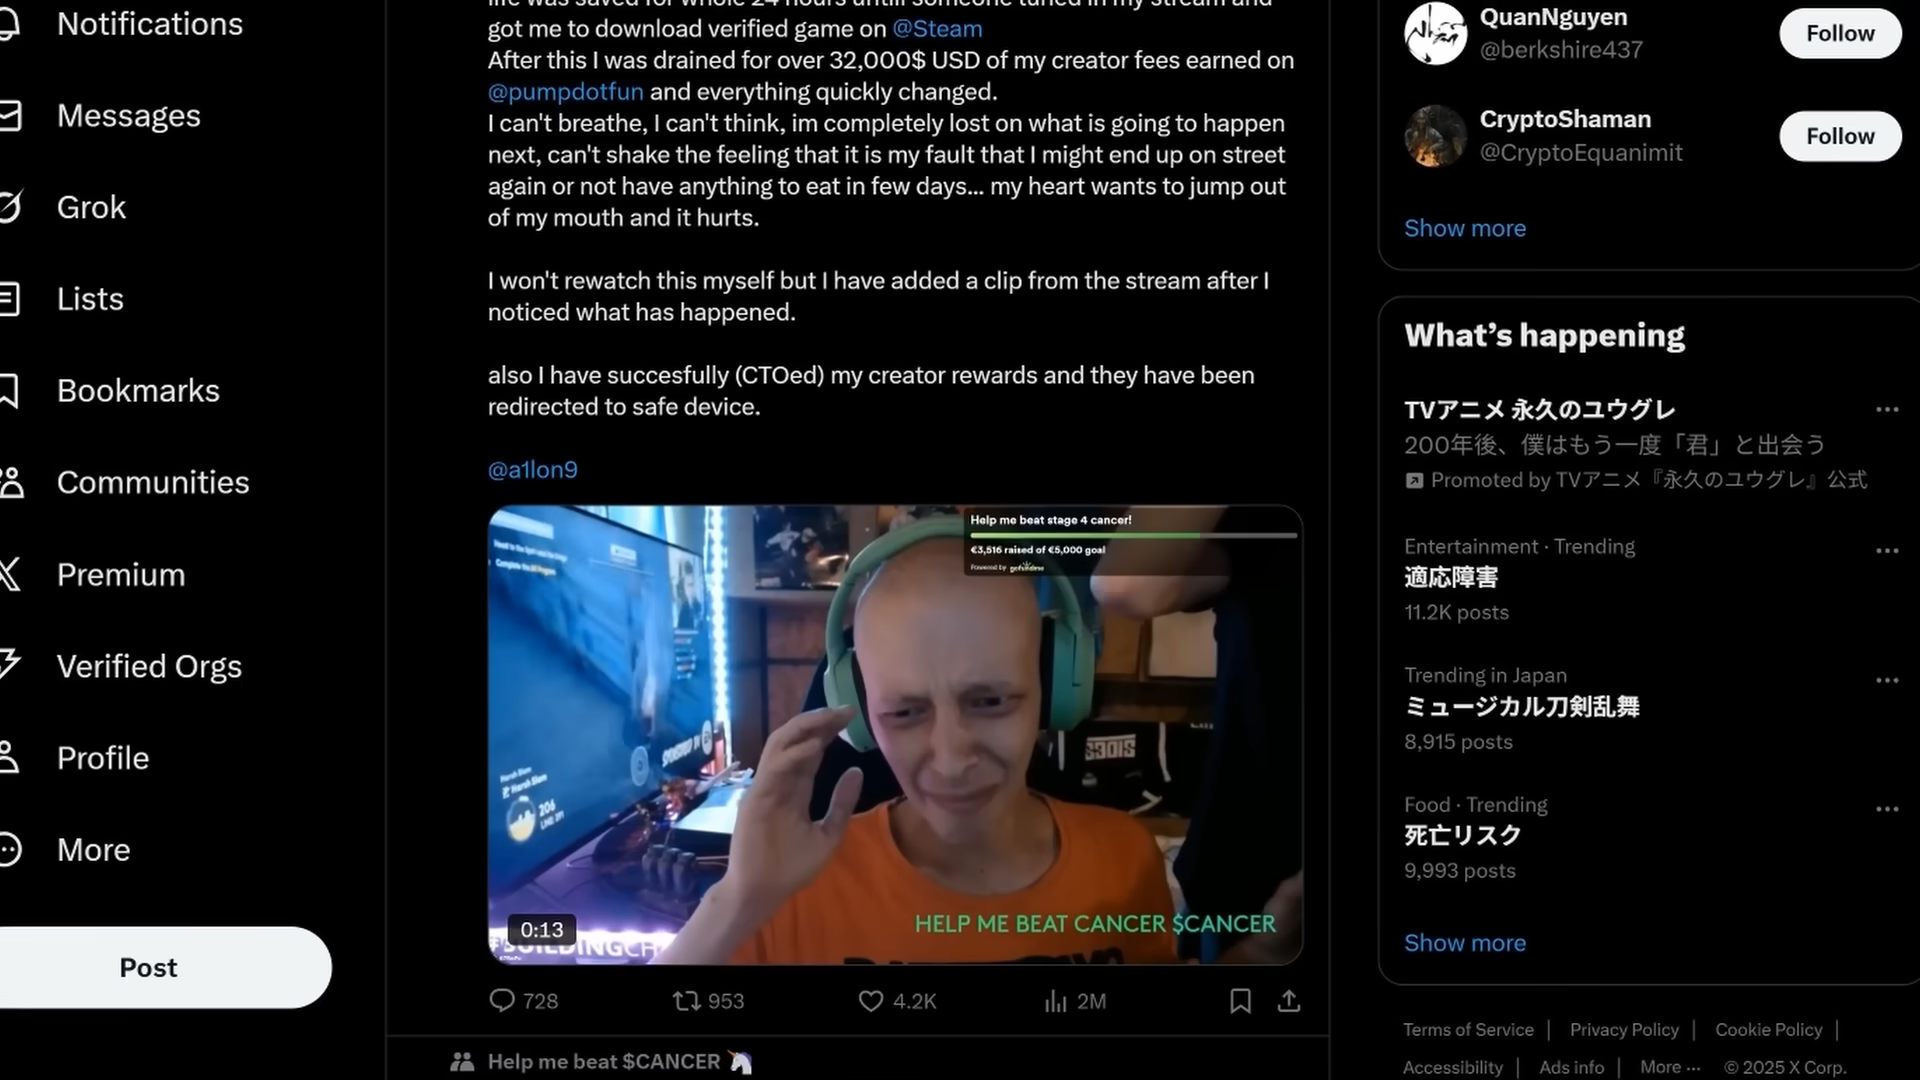 Notifications
Messages
Grok
Lists
Bookmarks
Communities
Premium
Verified Orgs
Profile
More
Post
got me to download verified game on @Steam
After this I was drained for over 32,000$ USD of my creator fees earned on
@pumpdotfun and everything quickly changed.
I can't breathe, I can't think, im completely lost on what is going to happen
next, can't shake the feeling that it is my fault that I might end up on street
again or not have anything to eat in few days... my heart wants to jump out
of my mouth and it hurts.
I won't rewatch this myself but I have added a clip from the stream after I
noticed what has happened.
also I have succesfully (CTOed) my creator rewards and they have been
redirected to safe device.
@a1lon9
Help me beat stage 4 cancer!
€3,516 raised of €5,000 goal
Powered by gofundme
206
HELP ME BEAT CANCER $CANCER
0:13
728
953
4.2K
2M
Help me beat $CANCER 🦄
QuanNguyen
@berkshire437
Follow
CryptoShaman
@CryptoEquanimit
Follow
Show more
What's happening
TVアニメ 永久のユウグレ
200年後、僕はもう一度「君」と出会う
Promoted by TVアニメ『永久のユウグレ』公式
Entertainment · Trending
適応障害
11.2K posts
Trending in Japan
ミュージカル刀剣乱舞
8,915 posts
Food · Trending
死亡リスク
9,993 posts
Show more
Terms of Service | Privacy Policy | Cookie Policy |
Accessibility | Ads info | More ··· © 2025 X Corp.